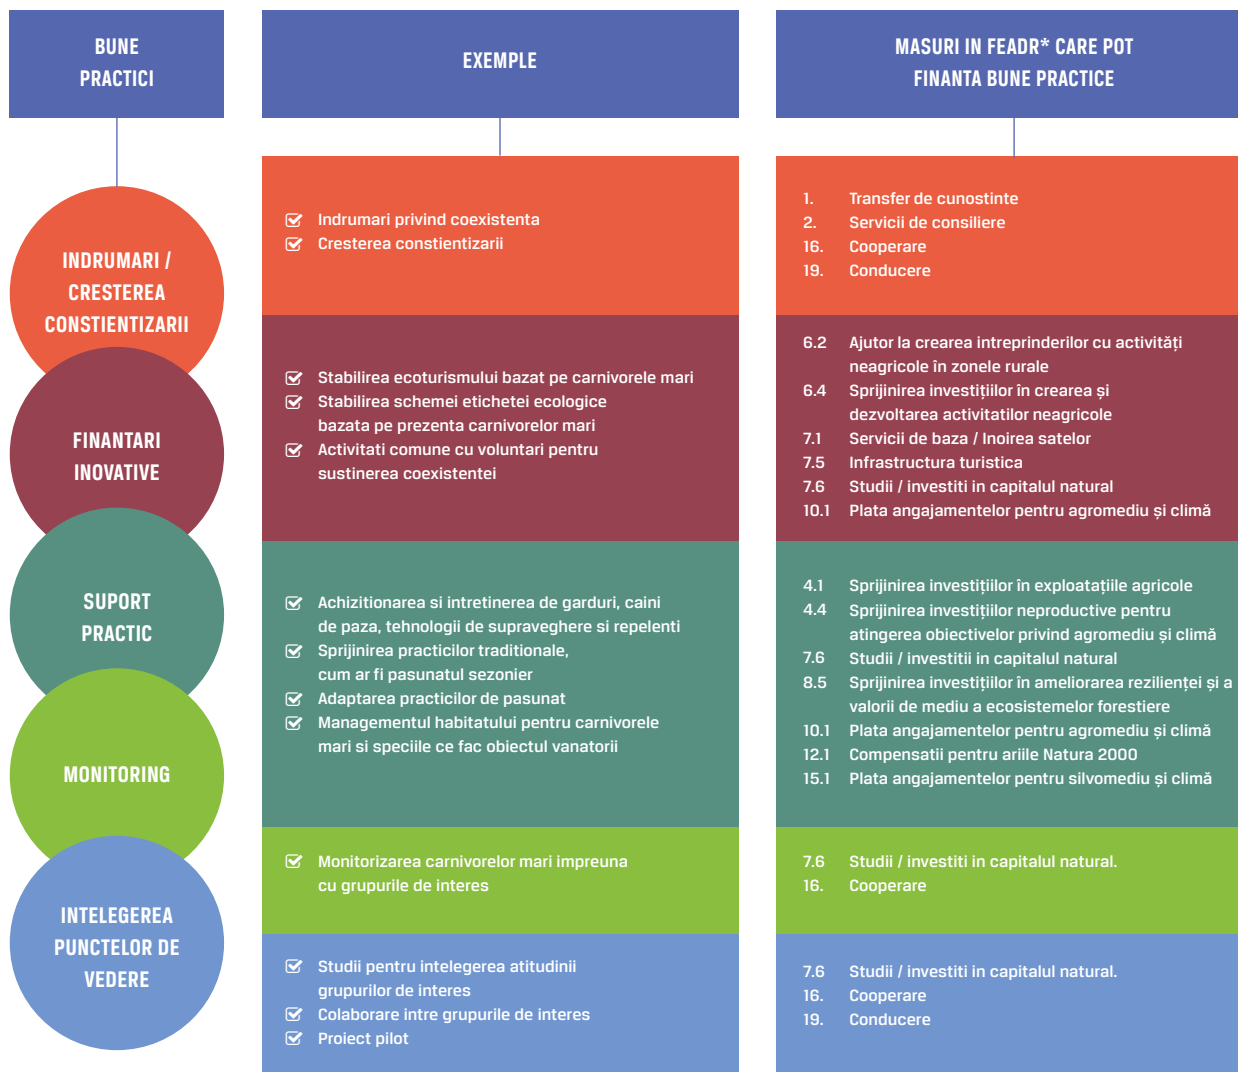 BUNE
PRACTICI
EXEMPLE
MASURI IN FEADR* CARE POT
FINANTA BUNE PRACTICE
INDRUMARI /
CRESTEREA
CONSTIENTIZARII
Indrumari privind coexistenta
Cresterea constientizarii
1. Transfer de cunostinte
2. Servicii de consiliere
16. Cooperare
19. Conducere
FINANTARI
INOVATIVE
Stabilirea ecoturismului bazat pe carnivorele mari
Stabilirea schemei etichetei ecologice
bazata pe prezenta carnivorelor mari
Activitati comune cu voluntari pentru
sustinerea coexistentei
6.2 Ajutor la crearea intreprinderilor cu activități
neagricole în zonele rurale
6.4 Sprijinirea investițiilor în crearea și
dezvoltarea activitatilor neagricole
7.1 Servicii de baza / Inoirea satelor
7.5 Infrastructura turistica
7.6 Studii / investiti in capitalul natural
10.1 Plata angajamentelor pentru agromediu și climă
SUPORT
PRACTIC
Achizitionarea si intretinerea de garduri, caini
de paza, tehnologii de supraveghere si repelenti
Sprijinirea practicilor traditionale,
cum ar fi pasunatul sezonier
Adaptarea practicilor de pasunat
Managementul habitatului pentru carnivorele
mari si speciile ce fac obiectul vanatorii
4.1 Sprijinirea investițiilor în exploatațiile agricole
4.4 Sprijinirea investițiilor neproductive pentru
atingerea obiectivelor privind agromediu și climă
7.6 Studii / investitii in capitalul natural
8.5 Sprijinirea investițiilor în ameliorarea rezilienței și a
valorii de mediu a ecosistemelor forestiere
10.1 Plata angajamentelor pentru agromediu și climă
12.1 Compensatii pentru ariile Natura 2000
15.1 Plata angajamentelor pentru silvomediu și climă
MONITORING
Monitorizarea carnivorelor mari impreuna
cu grupurile de interes
7.6 Studii / investiti in capitalul natural.
16. Cooperare
INTELEGEREA
PUNCTELOR DE
VEDERE
Studii pentru intelegerea atitudinii
grupurilor de interes
Colaborare intre grupurile de interes
Proiect pilot
7.6 Studii / investiti in capitalul natural.
16. Cooperare
19. Conducere